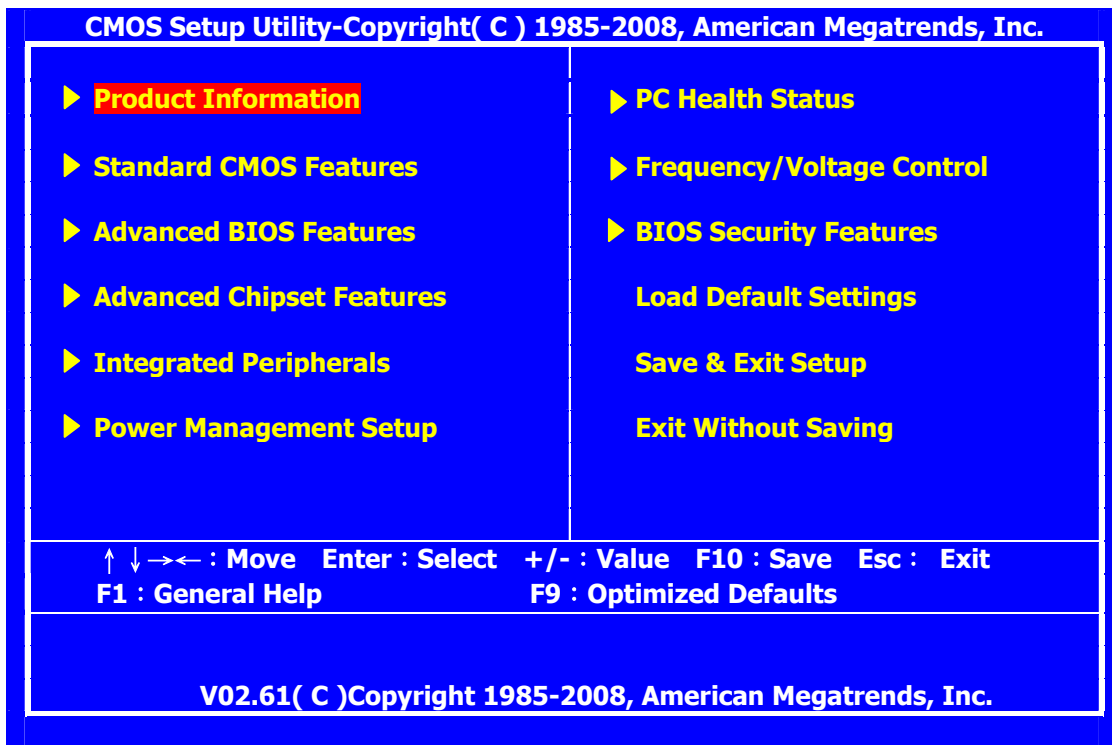 CMOS Setup Utility-Copyright( C ) 1985-2008, American Megatrends, Inc.
▶ Product Information
▶ Standard CMOS Features
▶ Advanced BIOS Features
▶ Advanced Chipset Features
▶ Integrated Peripherals
▶ Power Management Setup
▶ PC Health Status
▶ Frequency/Voltage Control
▶ BIOS Security Features
Load Default Settings
Save & Exit Setup
Exit Without Saving
↑ ↓→← : Move Enter : Select +/- : Value F10 : Save Esc : Exit
F1 : General Help F9 : Optimized Defaults
V02.61( C )Copyright 1985-2008, American Megatrends, Inc.